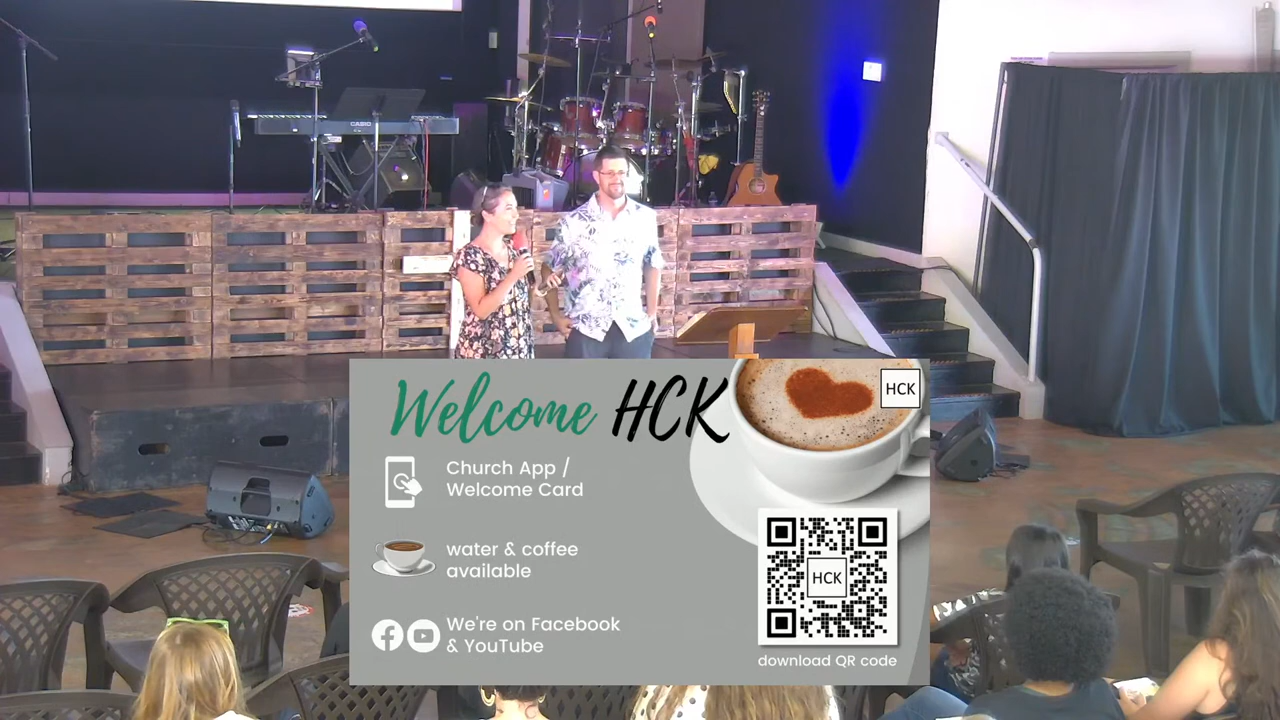 CASIO
Welcome HCK
HCK
Church App /
Welcome Card
water & coffee
available
We're on Facebook
& YouTube
HCK
download QR code